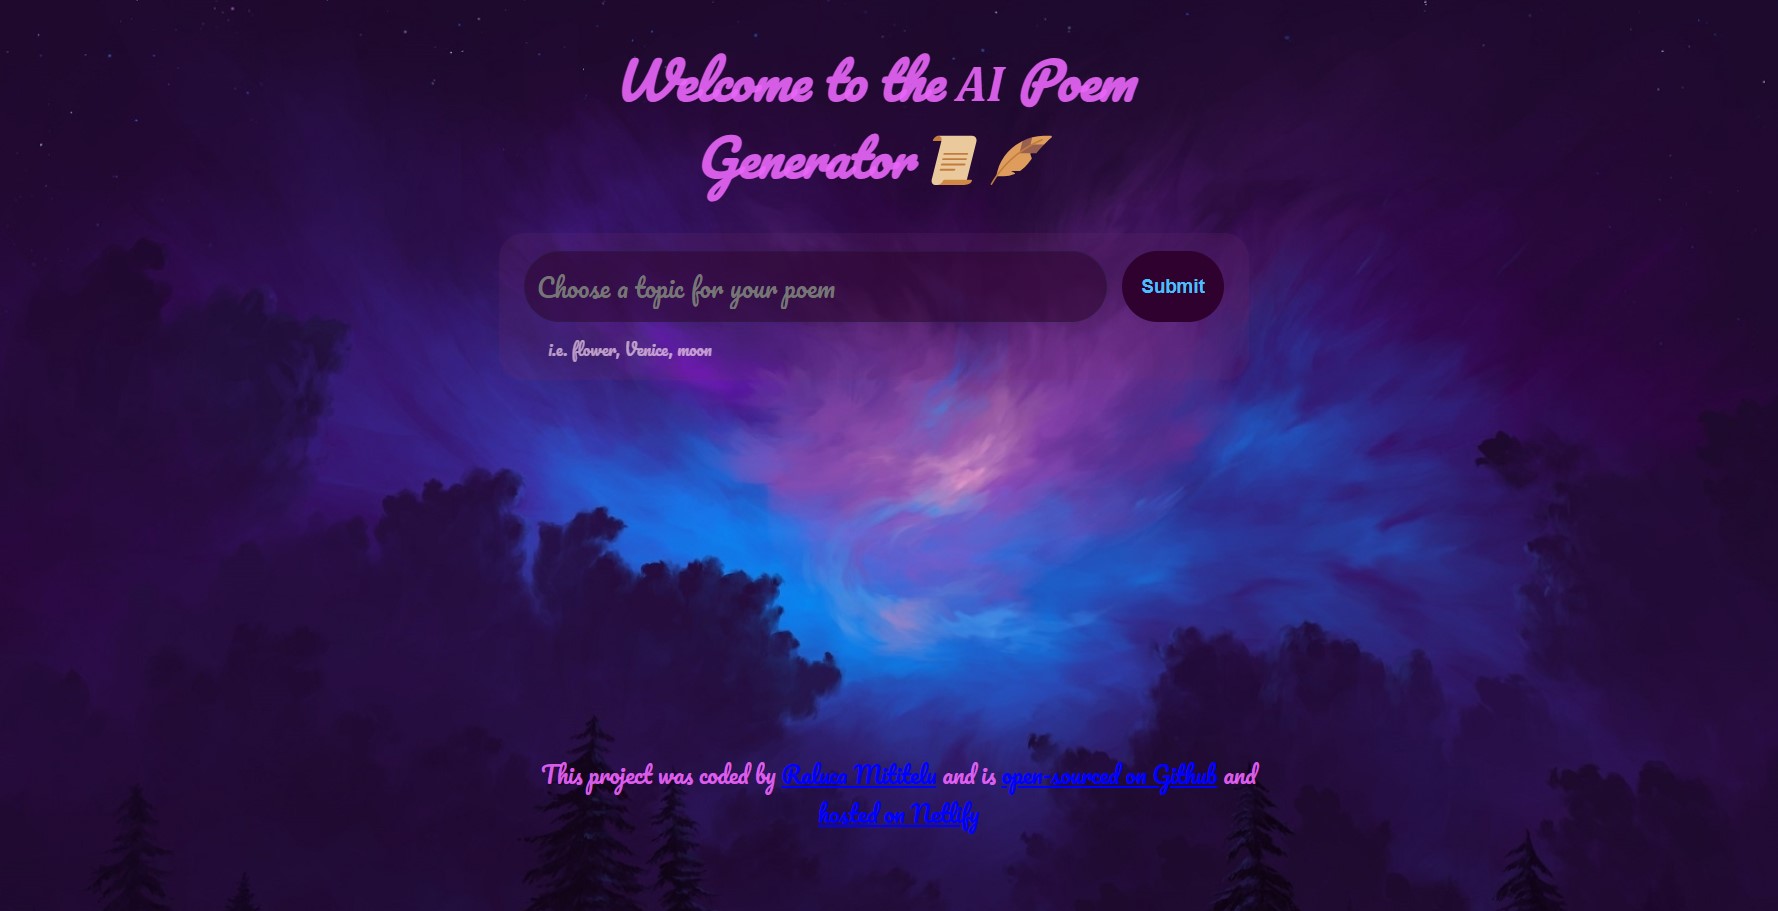 Welcome to the AI Poem
Generator 📜 🪶
Choose a topic for your poem
Submit
i.e. flower, Venice, moon
This project was coded by Raluca Mititelu and is open-sourced on Github and
hosted on Netlify